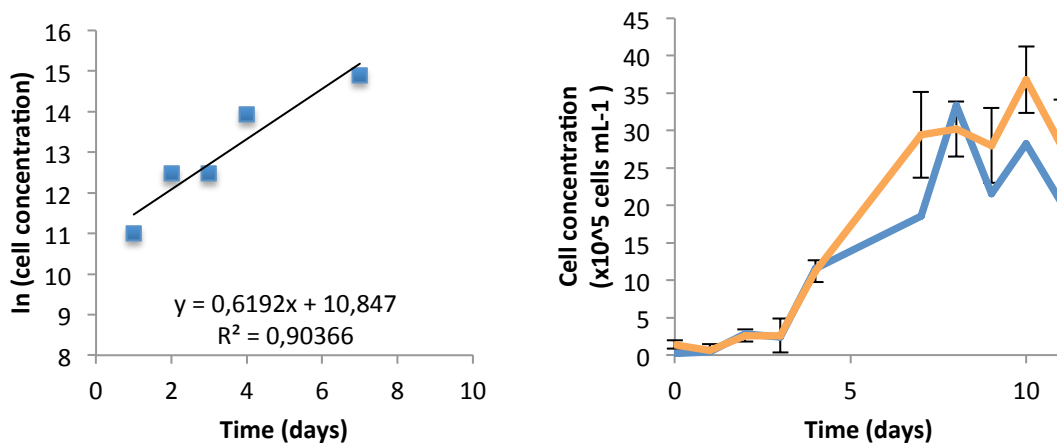 ln (cell concentration)
16
15
14
13
12
11
10
9
8
y = 0,6192x + 10,847
R² = 0,90366
0 2 4 6 8 10
Time (days)
Cell concentration
(x10^5 cells mL-1 )
45
40
35
30
25
20
15
10
5
0
0 5 10
Time (days)